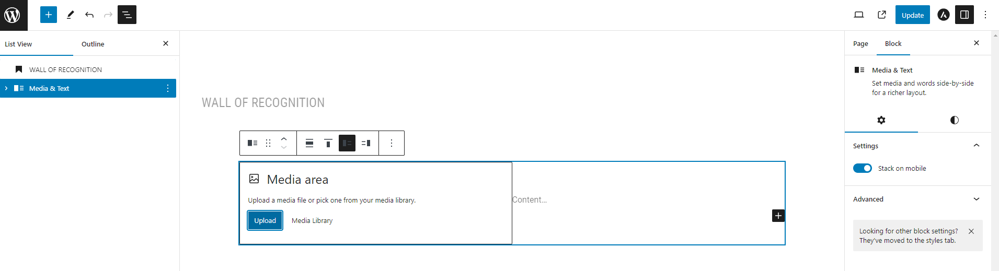 Update
List View
Outline
WALL OF RECOGNITION
Media & Text
WALL OF RECOGNITION
Media area
Upload a media file or pick one from your media library.
Upload
Media Library
Content...
Page
Block
Media & Text
Set media and words side-by-side
for a richer layout.
Settings
Stack on mobile
Advanced
Looking for other block settings?
They've moved to the styles tab.